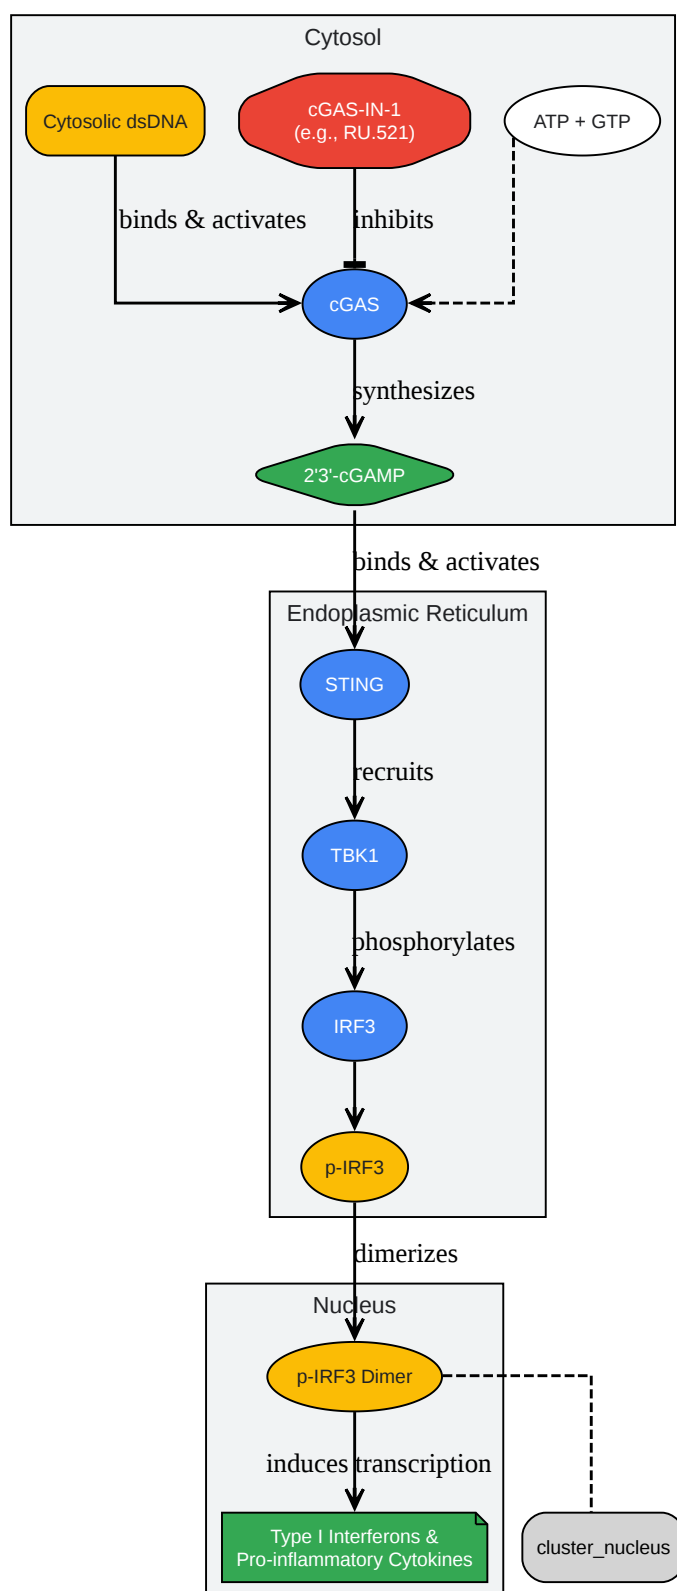 Cytosol
Cytosolic dsDNA
cGAS-IN-1
(e.g., RU.521)
ATP + GTP
binds & activates
inhibits
cGAS
synthesizes
2'3'-cGAMP
binds & activates
Endoplasmic Reticulum
STING
recruits
TBK1
phosphorylates
IRF3
p-IRF3
dimerizes
Nucleus
p-IRF3 Dimer
induces transcription
Type I Interferons &
Pro-inflammatory Cytokines
cluster_nucleus